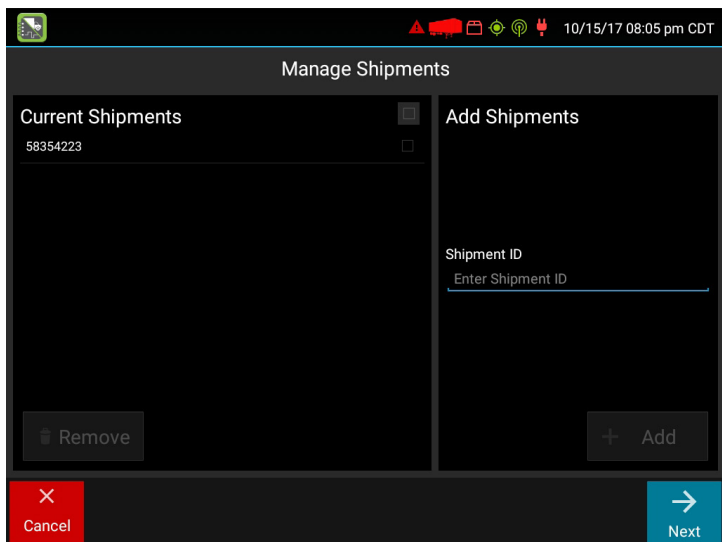 10/15/17 08:05 pm CDT
Manage Shipments
Current Shipments
58354223
Remove
Add Shipments
Shipment ID
Enter Shipment ID
Add
Cancel
Next